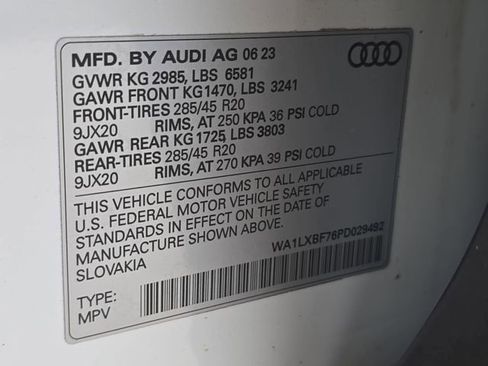 MFD. BY AUDI AG 06 23
GVWR KG 2985, LBS 6581
GAWR FRONT KG1470, LBS 3241
FRONT-TIRES 285/45 R20
9JX20 RIMS, AT 250 KPA 36 PSI COLD
GAWR REAR KG 1725, LBS 3803
REAR-TIRES 285/45 R20
9JX20 RIMS, AT 270 KPA 39 PSI COLD
THIS VEHICLE CONFORMS TO ALL APPLICABLE
U.S. FEDERAL MOTOR VEHICLE SAFETY
STANDARDS IN EFFECT ON THE DATE OF
MANUFACTURE SHOWN ABOVE.
SLOVAKIA
WA1LXBF76PD029492
TYPE:
MPV